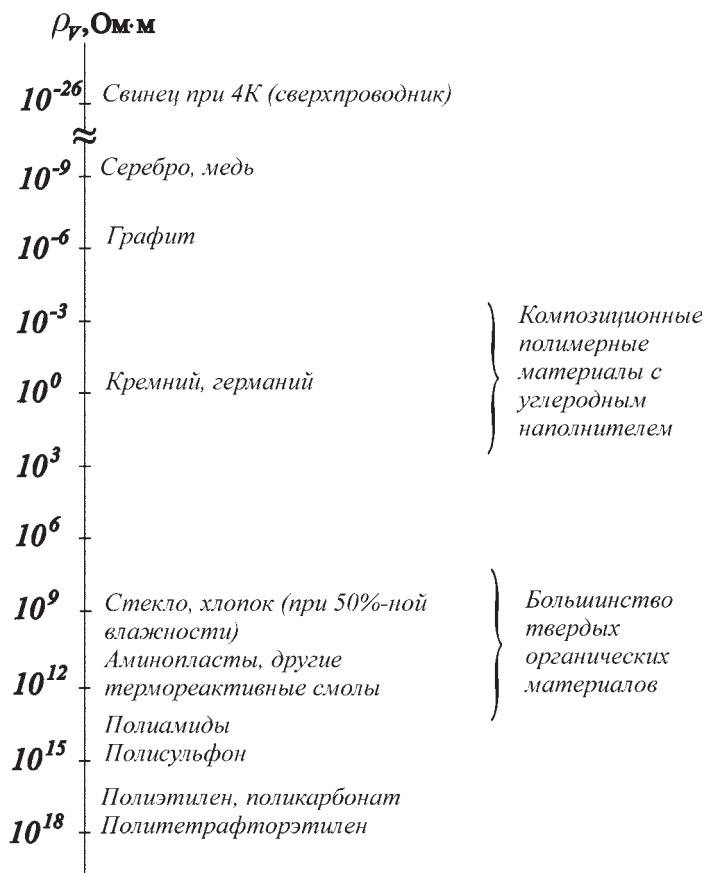 ρV, Ом·м
10⁻²⁶ Свинец при 4К (сверхпроводник)
10⁻⁹ Серебро, медь
10⁻⁶ Графит
10⁻³
10⁰ Кремний, германий
10³
Композиционные
полимерные
материалы с
углеродным
наполнителем
10⁶
10⁹ Стекло, хлопок (при 50%-ной
влажности)
Аминопласты, другие
10¹² термореактивные смолы
Большинство
твердых
органических
материалов
Полиамиды
10¹⁵ Полисульфон
Полиэтилен, поликарбонат
10¹⁸ Политетрафторэтилен